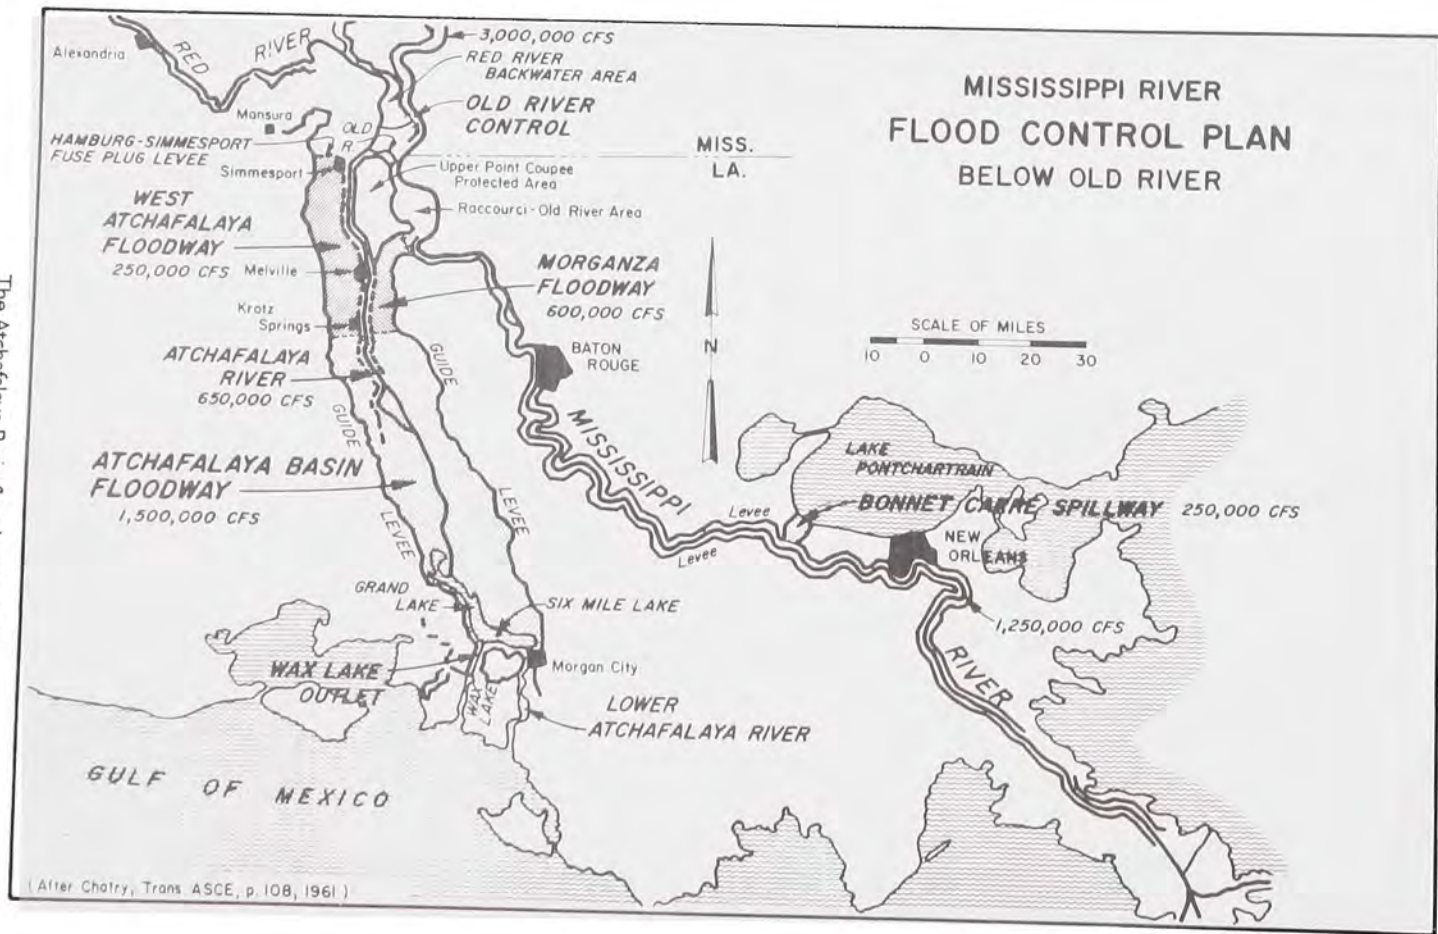 MISSISSIPPI RIVER
FLOOD CONTROL PLAN
BELOW OLD RIVER
Alexandria
RED RIVER
3,000,000 CFS
RED RIVER
BACKWATER AREA
OLD RIVER
CONTROL
Mansura
OLD
R.
HAMBURG-SIMMESPORT
FUSE PLUG LEVEE
Simmesport
MISS.
LA.
Upper Point Coupee
Protected Area
Raccourci-Old River Area
WEST
ATCHAFALAYA
FLOODWAY
250,000 CFS
Melville
MORGANZA
FLOODWAY
600,000 CFS
Krotz
Springs
N
SCALE OF MILES
10 0 10 20 30
ATCHAFALAYA
RIVER
650,000 CFS
BATON
ROUGE
GUIDE
LEVEE
GUIDE
LEVEE
MISSISSIPPI
RIVER
ATCHAFALAYA BASIN
FLOODWAY
1,500,000 CFS
LAKE
PONTCHARTRAIN
BONNET CARRE SPILLWAY 250,000 CFS
Levee
Levee
NEW
ORLEANS
1,250,000 CFS
GRAND
LAKE
SIX MILE LAKE
WAX LAKE
OUTLET
WAX
LAKE
Morgan City
LOWER
ATCHAFALAYA RIVER
GULF OF MEXICO
(After Chatry, Trans ASCE, p. 108, 1961)
The Atchafalaya